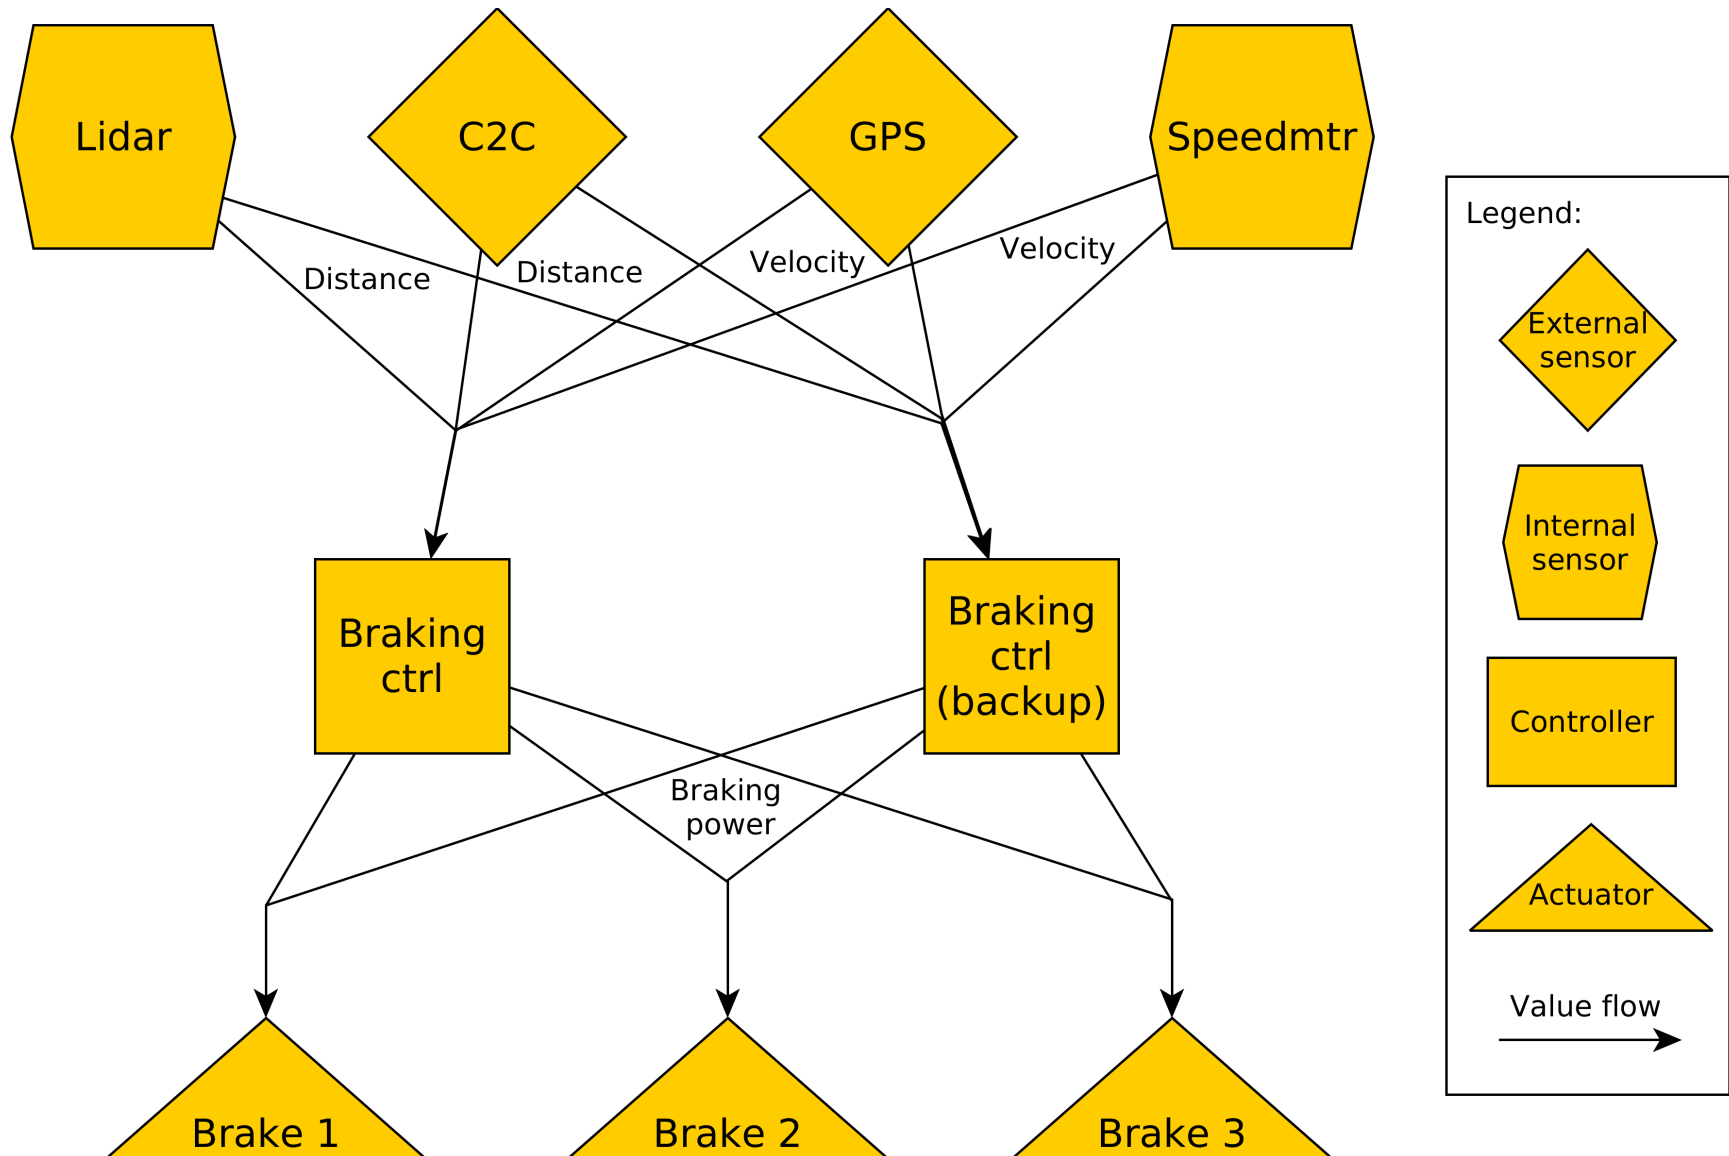 Lidar
C2C
GPS
Speedmtr
Distance
Distance
Velocity
Velocity
Braking
ctrl
Braking
ctrl
(backup)
Braking
power
Brake 1
Brake 2
Brake 3
Legend:
External
sensor
Internal
sensor
Controller
Actuator
Value flow